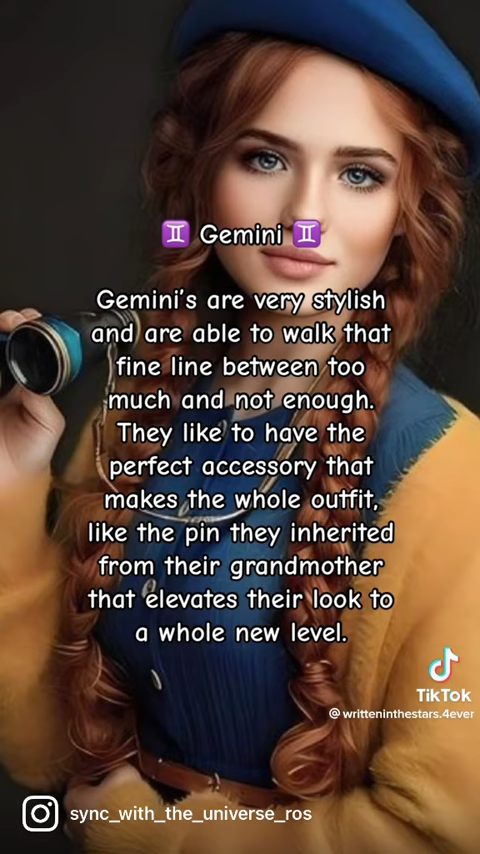 ♊ Gemini ♊
Gemini's are very stylish
and are able to walk that
fine line between too
much and not enough.
They like to have the
perfect accessory that
makes the whole outfit,
like the pin they inherited
from their grandmother
that elevates their look to
a whole new level.
TikTok
@writteninthestars.4ever
sync_with_the_universe_ros